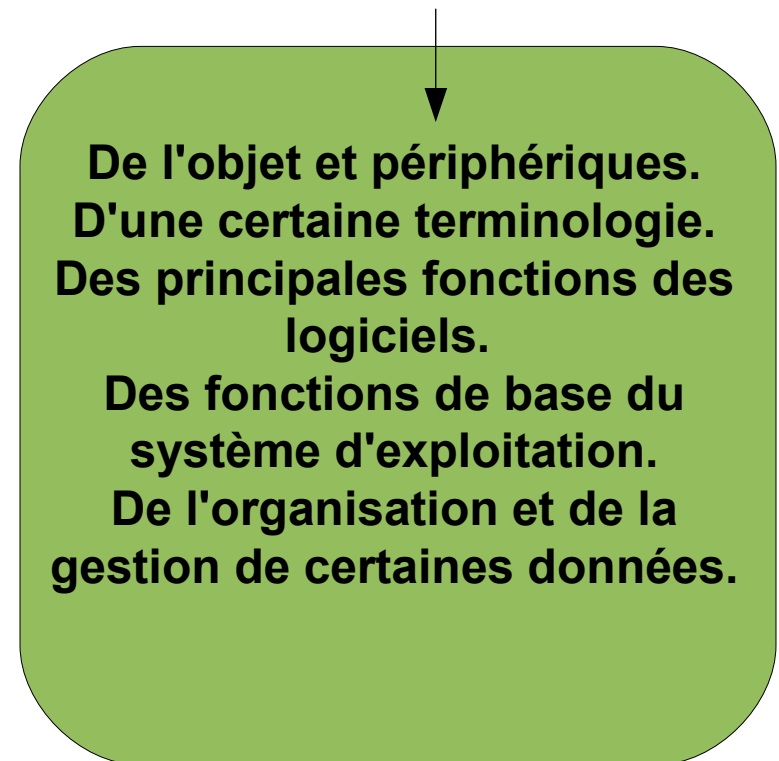 De l'objet et périphériques.
D'une certaine terminologie.
Des principales fonctions des
logiciels.
Des fonctions de base du
système d'exploitation.
De l'organisation et de la
gestion de certaines données.